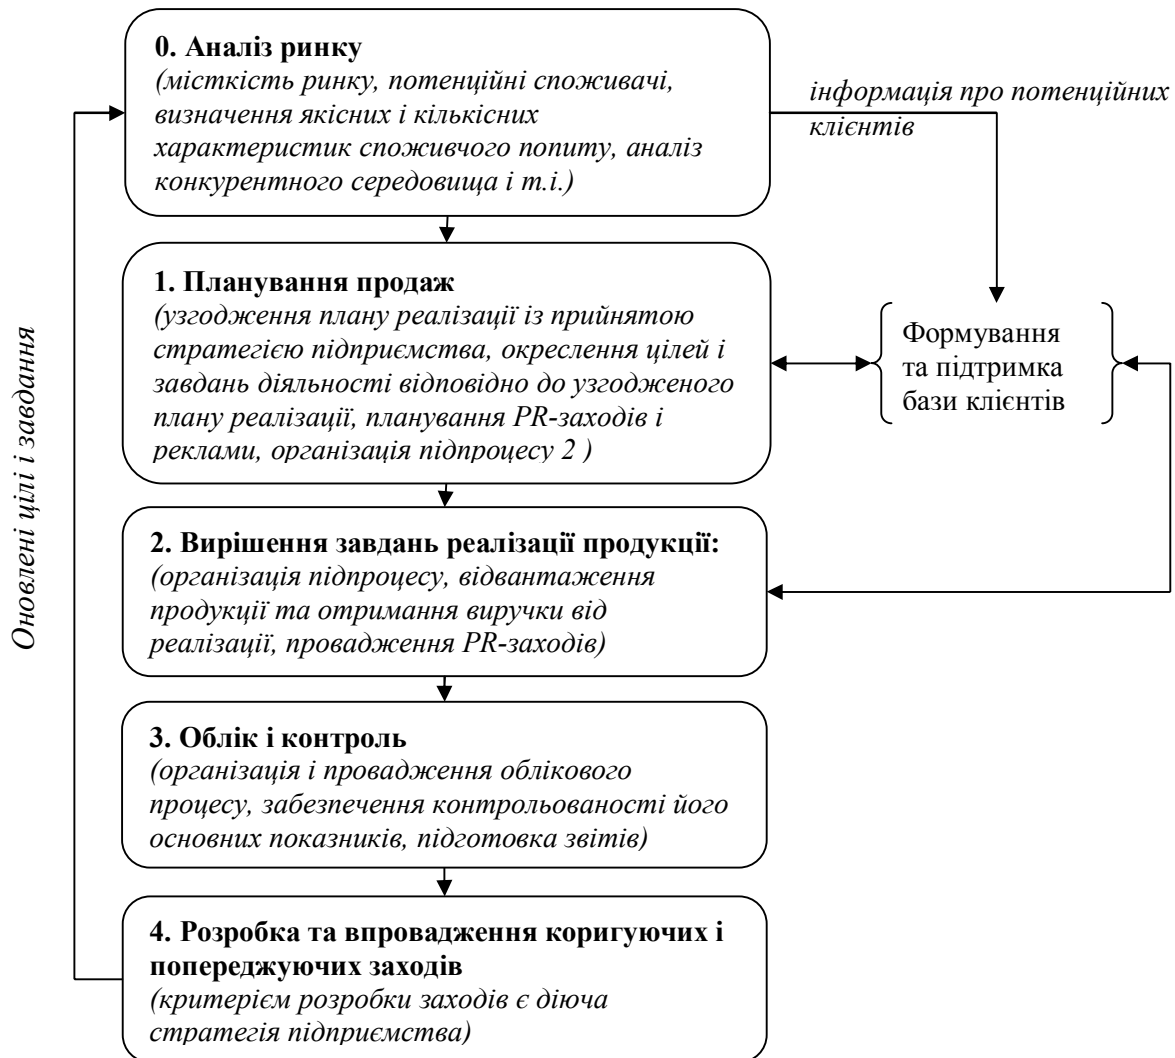 0. Аналіз ринку
(місткість ринку, потенційні споживачі,
визначення якісних і кількісних
характеристик споживчого попиту, аналіз
конкурентного середовища і т.і.)
інформація про потенційних
клієнтів
1. Планування продаж
(узгодження плану реалізації із прийнятою
стратегією підприємства, окреслення цілей і
завдань діяльності відповідно до узгодженого
плану реалізації, планування PR-заходів і
реклами, організація підпроцесу 2 )
Формування
та підтримка
бази клієнтів
Оновлені цілі і завдання
2. Вирішення завдань реалізації продукції:
(організація підпроцесу, відвантаження
продукції та отримання виручки від
реалізації, провадження PR-заходів)
3. Облік і контроль
(організація і провадження облікового
процесу, забезпечення контрольованості його
основних показників, підготовка звітів)
4. Розробка та впровадження коригуючих і
попереджуючих заходів
(критерієм розробки заходів є діюча
стратегія підприємства)